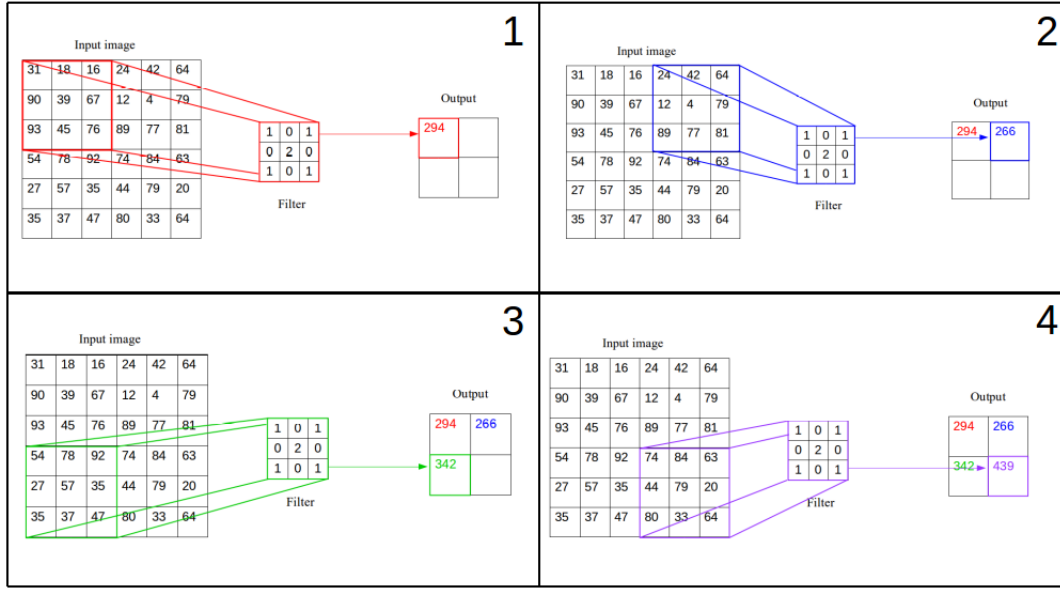 1
Input image
31 18 16 24 42 64
90 39 67 12 4 79
93 45 76 89 77 81
54 78 92 74 84 63
27 57 35 44 79 20
35 37 47 80 33 64
1 0 1
0 2 0
1 0 1
Filter
Output
294
2
Input image
31 18 16 24 42 64
90 39 67 12 4 79
93 45 76 89 77 81
54 78 92 74 84 63
27 57 35 44 79 20
35 37 47 80 33 64
1 0 1
0 2 0
1 0 1
Filter
Output
294 266
3
Input image
31 18 16 24 42 64
90 39 67 12 4 79
93 45 76 89 77 81
54 78 92 74 84 63
27 57 35 44 79 20
35 37 47 80 33 64
1 0 1
0 2 0
1 0 1
Filter
Output
294 266
342
4
Input image
31 18 16 24 42 64
90 39 67 12 4 79
93 45 76 89 77 81
54 78 92 74 84 63
27 57 35 44 79 20
35 37 47 80 33 64
1 0 1
0 2 0
1 0 1
Filter
Output
294 266
342 439